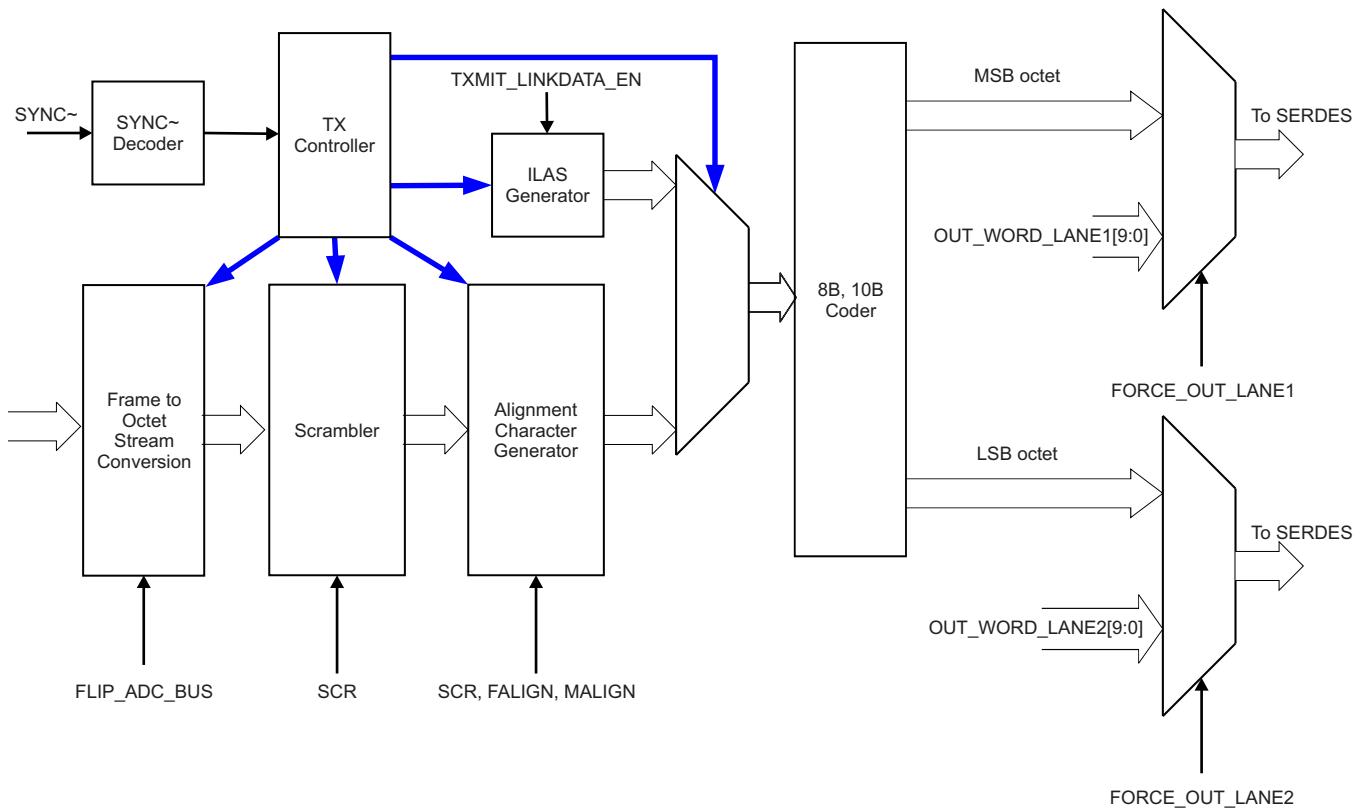 SYNC~
SYNC~
Decoder
TX
Controller
TXMIT_LINKDATA_EN
ILAS
Generator
MSB octet
To SERDES
OUT_WORD_LANE1[9:0]
8B, 10B
Coder
FORCE_OUT_LANE1
Frame to
Octet
Stream
Conversion
Scrambler
Alignment
Character
Generator
LSB octet
To SERDES
OUT_WORD_LANE2[9:0]
FLIP_ADC_BUS
SCR
SCR, FALIGN, MALIGN
FORCE_OUT_LANE2